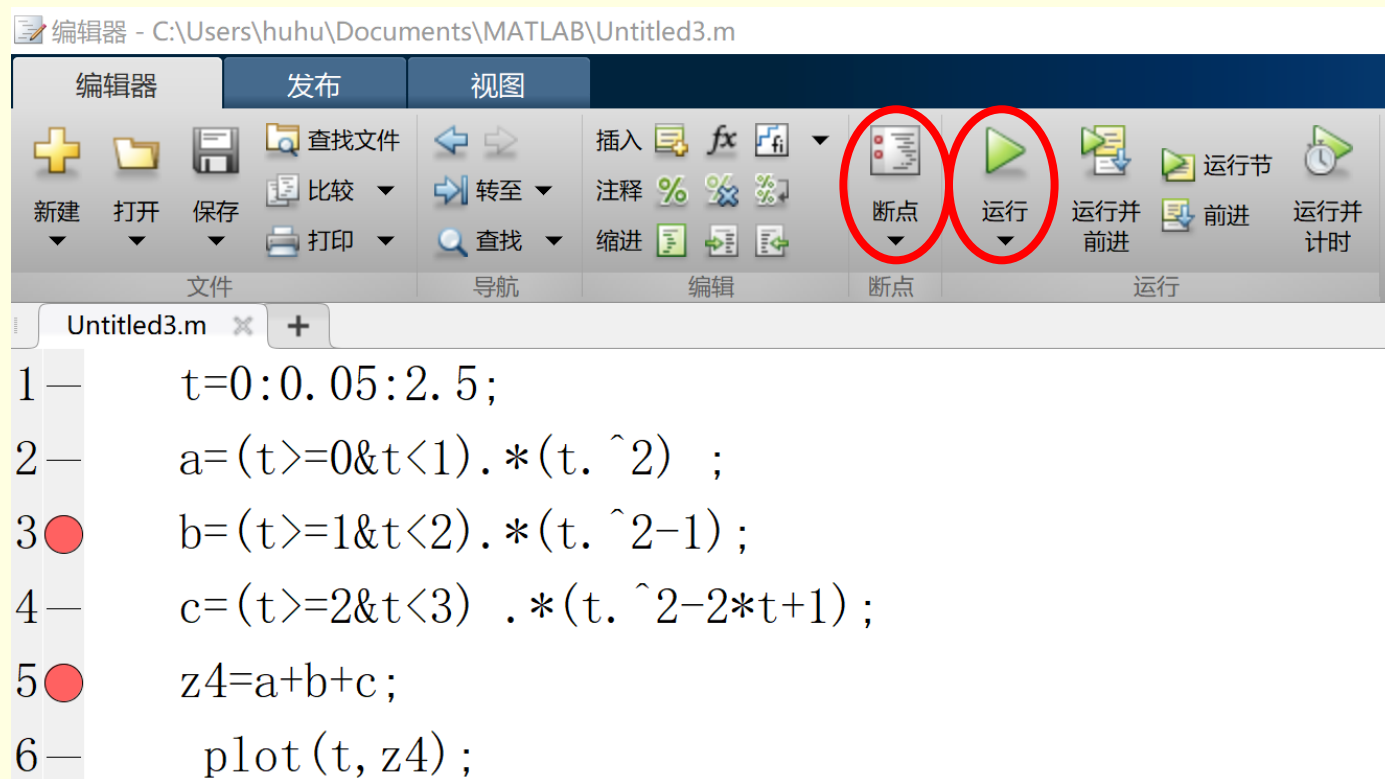 编辑器 - C:\Users\huhu\Documents\MATLAB\Untitled3.m
编辑器 发布 视图
新建 打开 保存 查找文件 比较 打印
文件
转至 查找
导航
插入 fx fi
注释 % % %
缩进
编辑
断点
断点
运行 运行并
前进 运行节 前进 运行并
计时
运行
Untitled3.m
1 t=0:0.05:2.5;
2 a=(t>=0&t<1).*(t.^2) ;
3 b=(t>=1&t<2).*(t.^2-1);
4 c=(t>=2&t<3) .*(t.^2-2*t+1);
5 z4=a+b+c;
6 plot(t,z4);